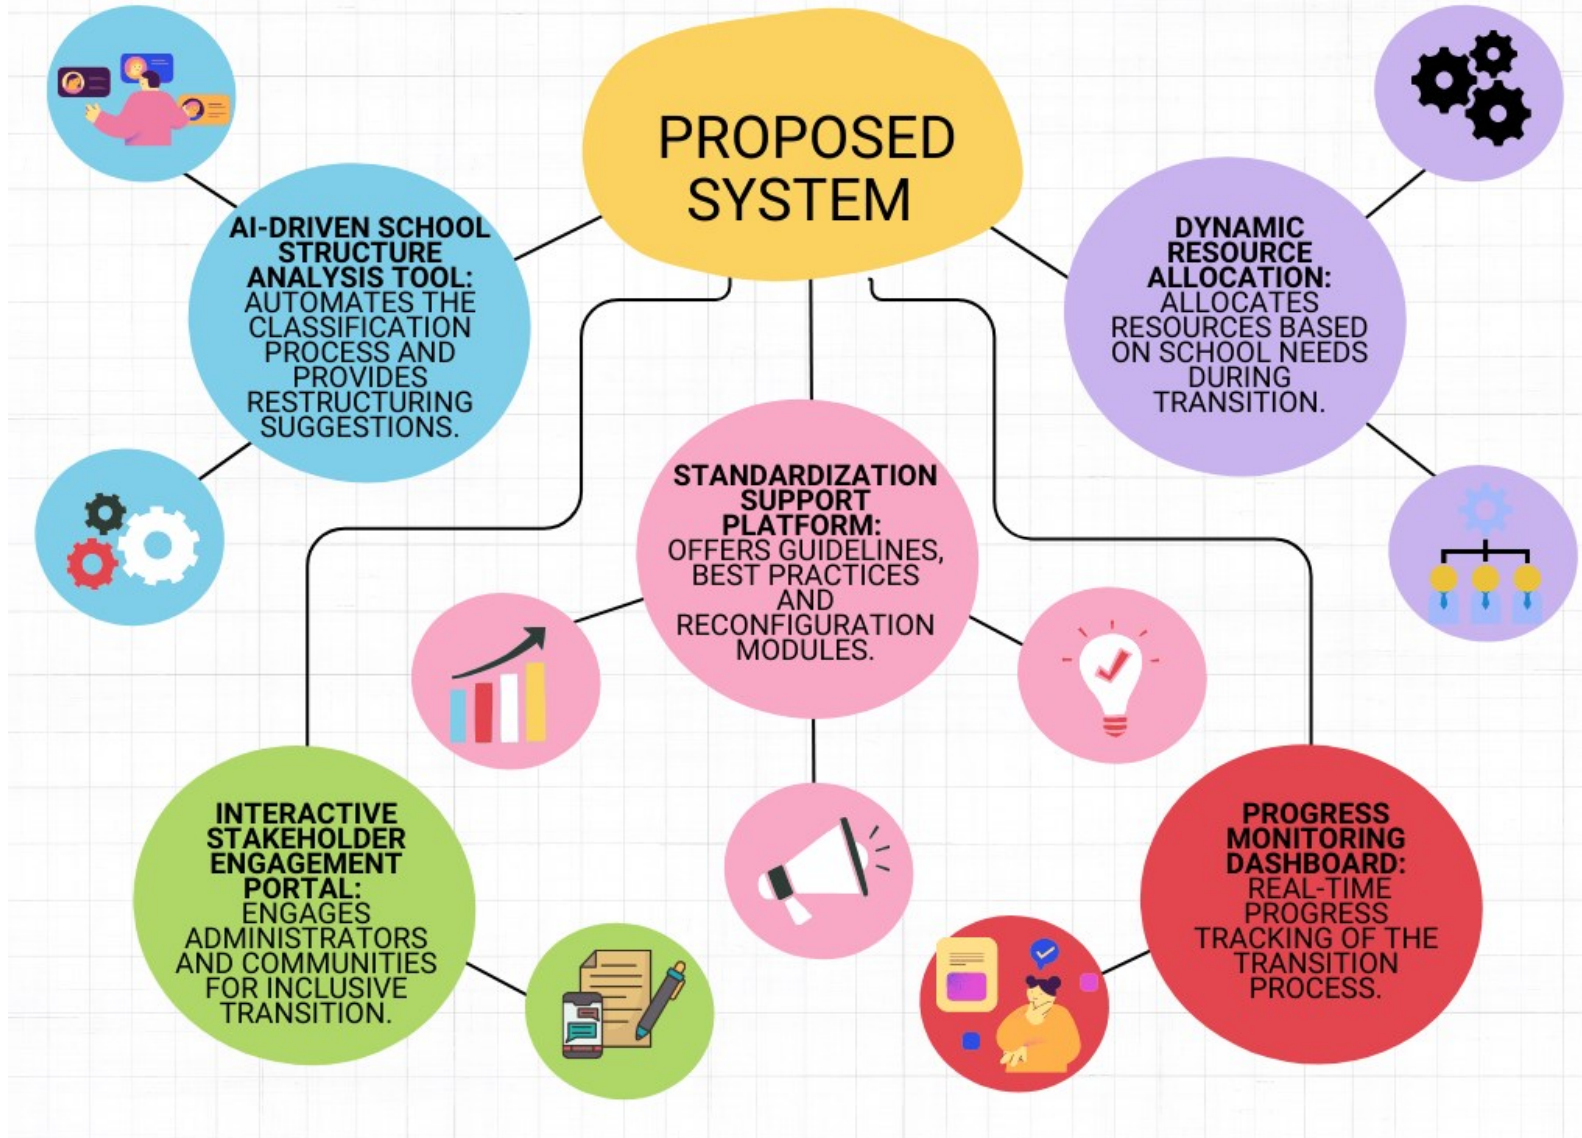 PROPOSED
SYSTEM
AI-DRIVEN SCHOOL
STRUCTURE
ANALYSIS TOOL:
AUTOMATES THE
CLASSIFICATION
PROCESS AND
PROVIDES
RESTRUCTURING
SUGGESTIONS.
DYNAMIC
RESOURCE
ALLOCATION:
ALLOCATES
RESOURCES BASED
ON SCHOOL NEEDS
DURING
TRANSITION.
STANDARDIZATION
SUPPORT
PLATFORM:
OFFERS GUIDELINES,
BEST PRACTICES
AND
RECONFIGURATION
MODULES.
INTERACTIVE
STAKEHOLDER
ENGAGEMENT
PORTAL:
ENGAGES
ADMINISTRATORS
AND COMMUNITIES
FOR INCLUSIVE
TRANSITION.
PROGRESS
MONITORING
DASHBOARD:
REAL-TIME
PROGRESS
TRACKING OF THE
TRANSITION
PROCESS.